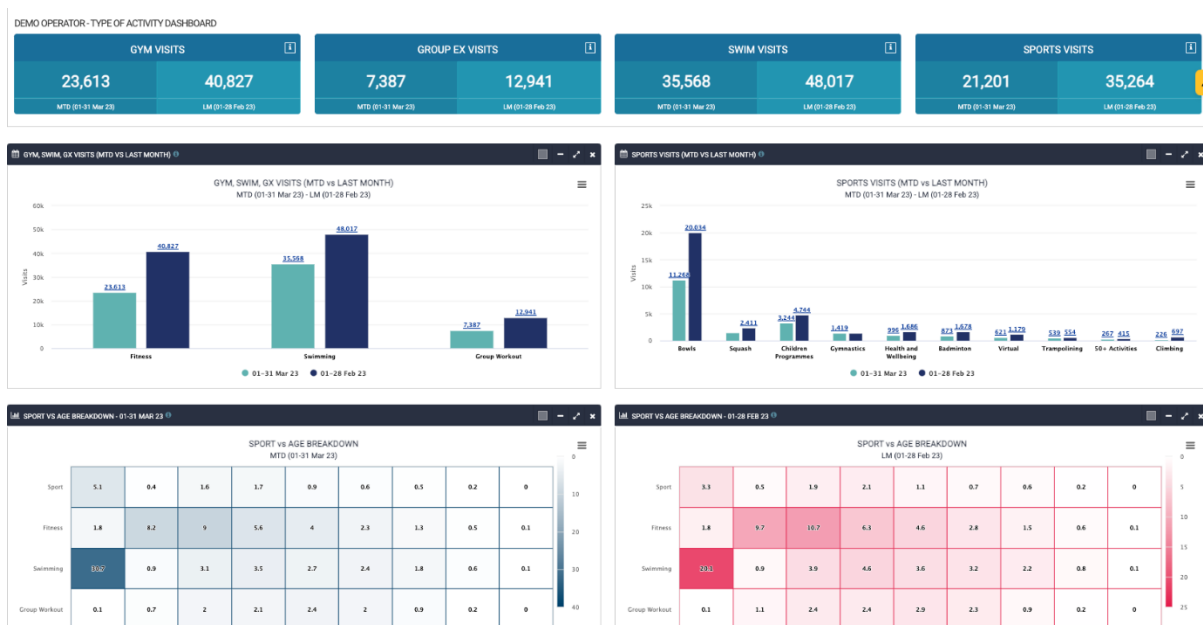 DEMO OPERATOR - TYPE OF ACTIVITY DASHBOARD
GYM VISITS
23,613 40,827
MTD (01-31 Mar 23) LM (01-28 Feb 23)
GROUP EX VISITS
7,387 12,941
MTD (01-31 Mar 23) LM (01-28 Feb 23)
SWIM VISITS
35,568 48,017
MTD (01-31 Mar 23) LM (01-28 Feb 23)
SPORTS VISITS
21,201 35,264
MTD (01-31 Mar 23) LM (01-28 Feb 23)
GYM, SWIM, GX VISITS (MTD VS LAST MONTH)
GYM, SWIM, GX VISITS (MTD vs LAST MONTH)
MTD (01-31 Mar 23) - LM (01-28 Feb 23)
Visits
60k
50k
40k
30k
20k
10k
0
23,613 40,827
35,568 48,017
7,387 12,941
Fitness Swimming Group Workout
01-31 Mar 23 01-28 Feb 23
SPORTS VISITS (MTD VS LAST MONTH)
SPORTS VISITS (MTD vs LAST MONTH)
MTD (01-31 Mar 23) - LM (01-28 Feb 23)
Visits
25k
20k
15k
10k
5k
0
11,268 20,034
2,411
3,244 4,744
1,419
996 1,686
873 1,678
621 1,179
539 554
267 415
226 697
Bowls Squash Children Gymnastics Health and Badminton Virtual Trampolining 50+ Activities Climbing
Programmes Wellbeing
01-31 Mar 23 01-28 Feb 23
SPORT VS AGE BREAKDOWN - 01-31 MAR 23
SPORT vs AGE BREAKDOWN
MTD (01-31 Mar 23)
Sport 5.1 0.4 1.6 1.7 0.9 0.6 0.5 0.2 0
Fitness 1.8 8.2 9 5.6 4 2.3 1.3 0.5 0.1
Swimming 0.9 3.1 3.5 2.7 2.4 1.8 0.6 0.1
Group Workout 0.1 0.7 2 2.1 2.4 2 0.9 0.2 0
0
10
20
30
40
SPORT VS AGE BREAKDOWN - 01-28 FEB 23
SPORT vs AGE BREAKDOWN
LM (01-28 Feb 23)
Sport 3.3 0.5 1.9 2.1 1.1 0.7 0.6 0.2 0
Fitness 1.8 9.7 10.7 6.3 4.6 2.8 1.5 0.6 0.1
Swimming 0.9 3.9 4.6 3.6 3.2 2.2 0.8 0.1
Group Workout 0.1 1.1 2.4 2.4 2.9 2.3 0.9 0.2 0
0
5
10
15
20
25